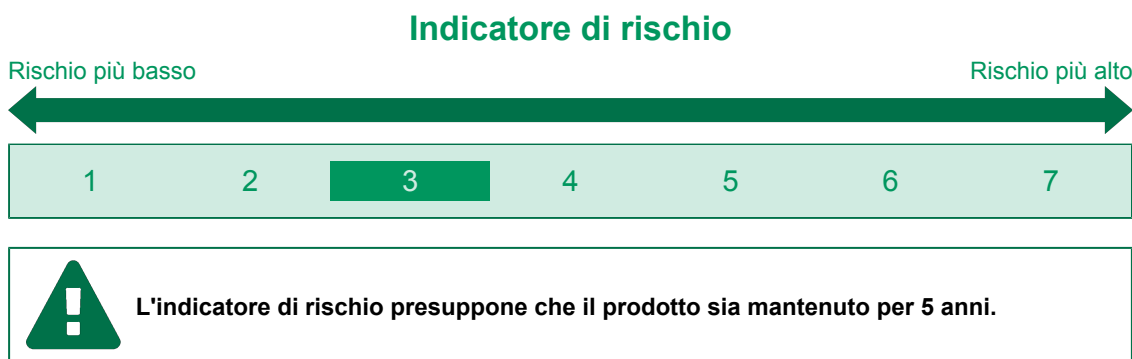 Indicatore di rischio
Rischio più basso Rischio più alto
1 2 3 4 5 6 7
L'indicatore di rischio presuppone che il prodotto sia mantenuto per 5 anni.